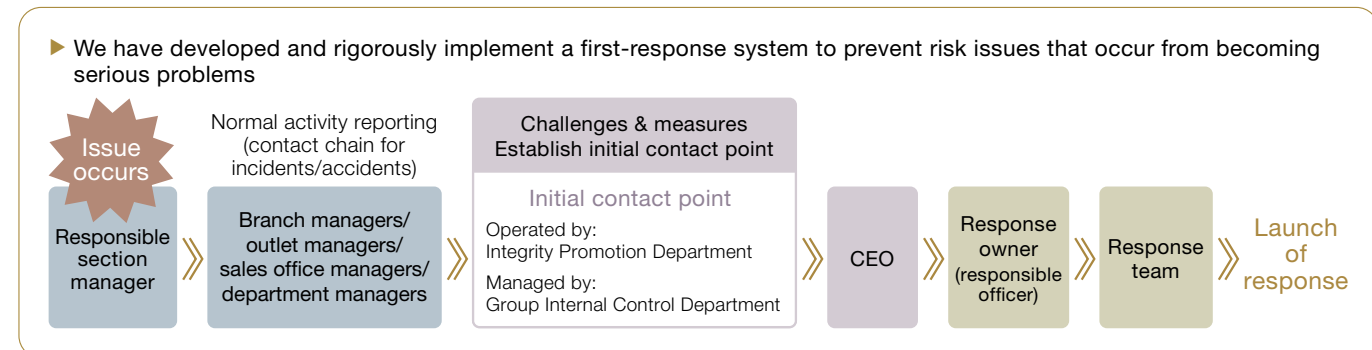 We have developed and rigorously implement a first-response system to prevent risk issues that occur from becoming
serious problems
Issue
occurs
Responsible
section
manager
Normal activity reporting
(contact chain for
incidents/accidents)
Branch managers/
outlet managers/
sales office managers/
department managers
Challenges & measures
Establish initial contact point
Initial contact point
Operated by:
Integrity Promotion Department
Managed by:
Group Internal Control Department
CEO
Response
owner
(responsible
officer)
Response
team
Launch
of
response